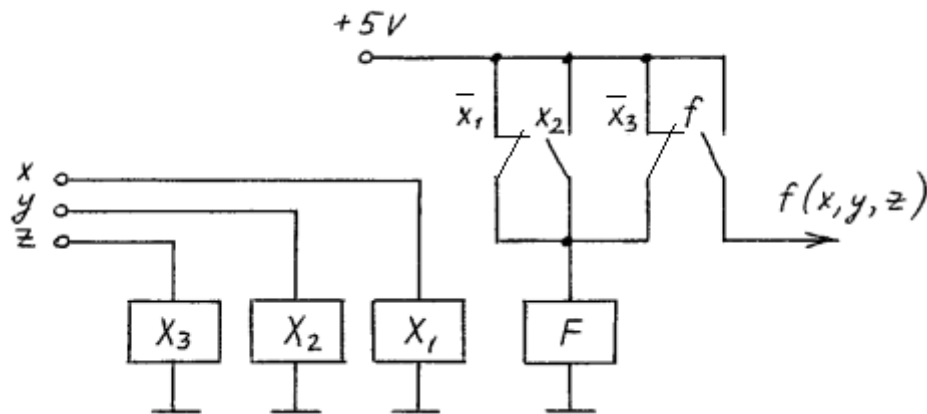 +5V
x̄₁ x₂ x̄₃ f
x
y
z
f(x,y,z)
X₃ X₂ X₁ F